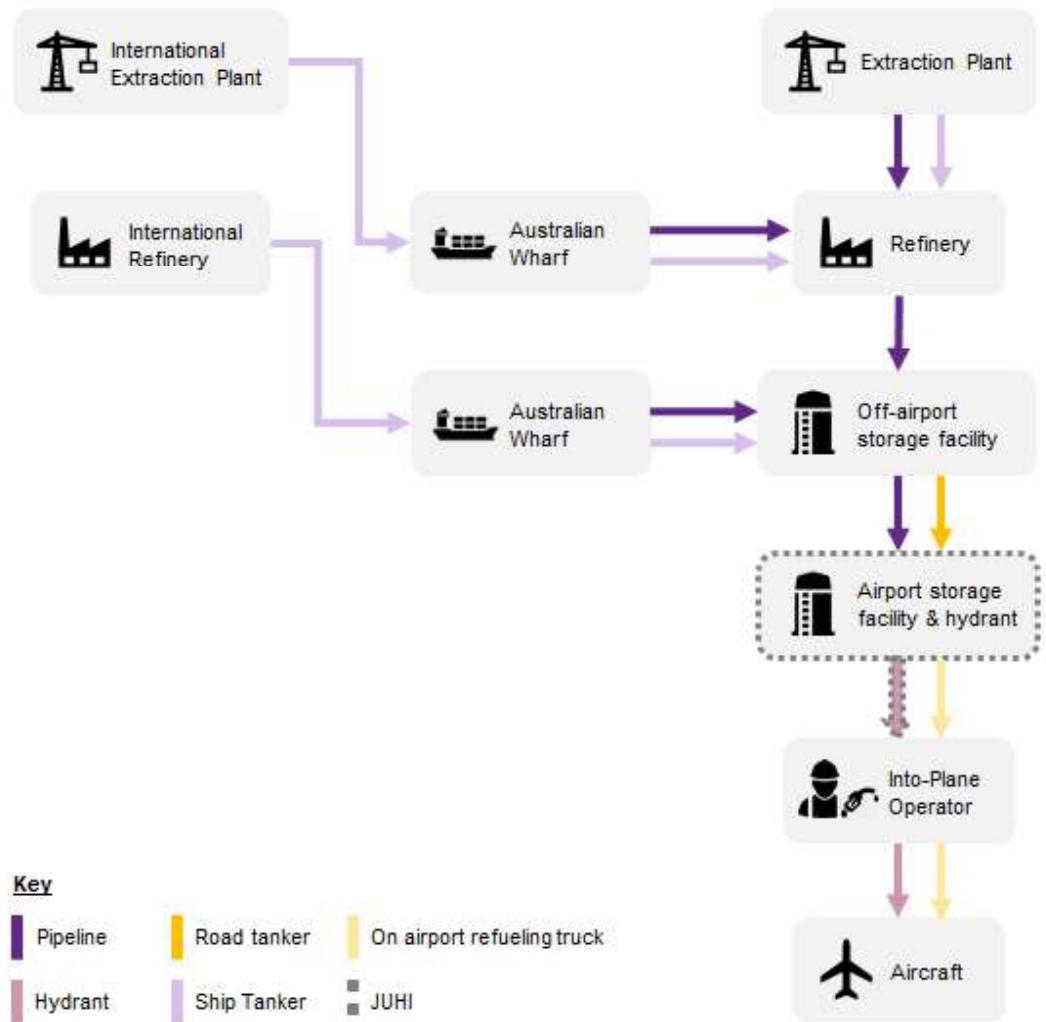 International
Extraction Plant
Extraction Plant
International
Refinery
Australian
Wharf
Refinery
Australian
Wharf
Off-airport
storage facility
Airport storage
facility & hydrant
Into-Plane
Operator
Key
Pipeline
Road tanker
On airport refueling truck
Aircraft
Hydrant
Ship Tanker
JUHI